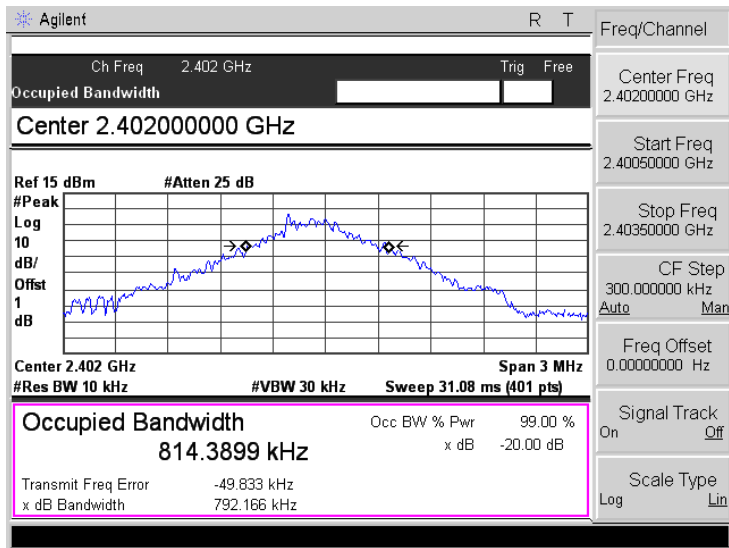 Agilent
R T
Freq/Channel
Ch Freq 2.402 GHz Trig Free
Occupied Bandwidth
Center 2.402000000 GHz
Ref 15 dBm #Atten 25 dB
#Peak
Log
10
dB/
Offst
1
dB
Center 2.402 GHz Span 3 MHz
#Res BW 10 kHz #VBW 30 kHz Sweep 31.08 ms (401 pts)
Occupied Bandwidth
814.3899 kHz
Occ BW % Pwr 99.00 %
x dB -20.00 dB
Transmit Freq Error -49.833 kHz
x dB Bandwidth 792.166 kHz
Center Freq
2.40200000 GHz
Start Freq
2.40050000 GHz
Stop Freq
2.40350000 GHz
CF Step
300.000000 kHz
Auto Man
Freq Offset
0.00000000 Hz
Signal Track
On Off
Scale Type
Log Lin